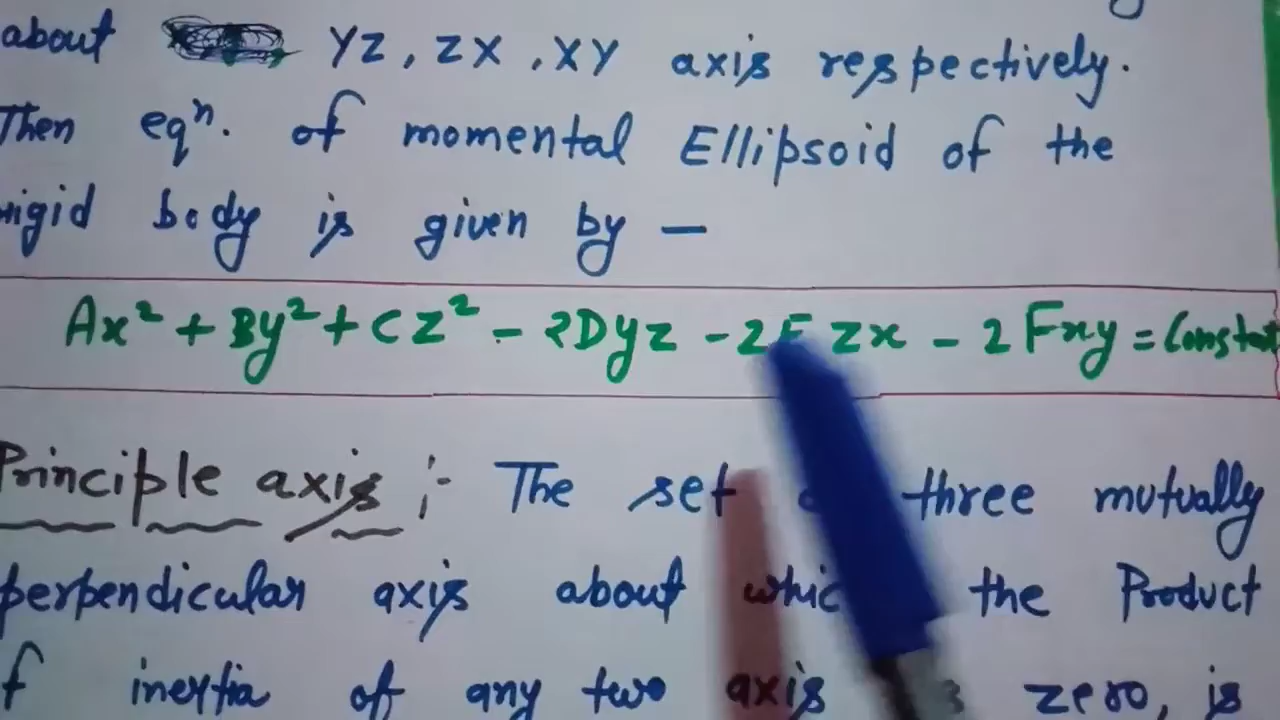 about YZ, ZX, XY axis respectively.
Then eqⁿ. of momental Ellipsoid of the
rigid body is given by —
Ax² + By² + Cz² - 2Dyz - 2E zx - 2Fxy = Constant
Principle axis :- The set three mutually
perpendicular axis about the Product
of inertia of any two axis zero, is